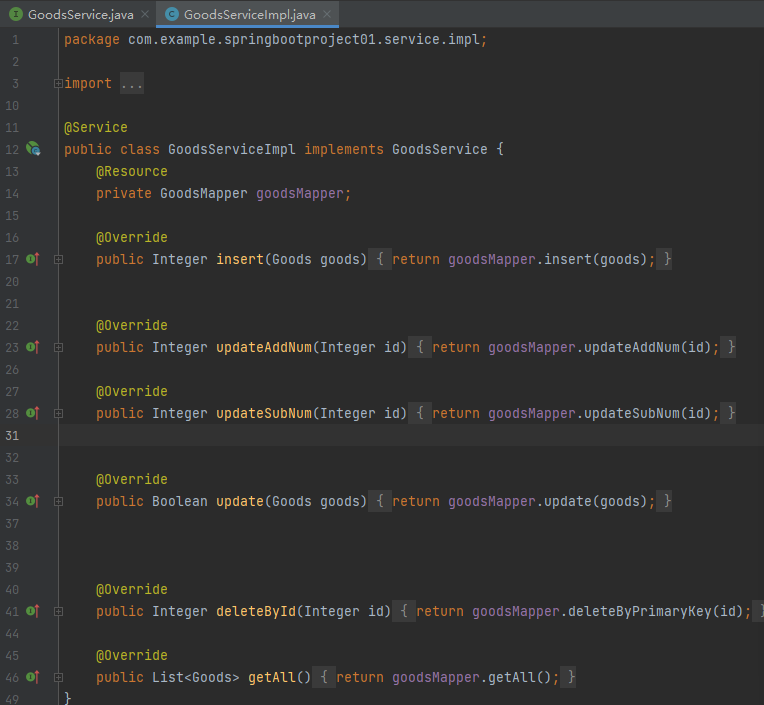 GoodsService.java GoodsServiceImpl.java
1 package com.example.springbootproject01.service.impl;
2
3 import ...
10
11 @Service
12 public class GoodsServiceImpl implements GoodsService {
13 @Resource
14 private GoodsMapper goodsMapper;
15
16 @Override
17 public Integer insert(Goods goods) { return goodsMapper.insert(goods); }
20
21
22 @Override
23 public Integer updateAddNum(Integer id) { return goodsMapper.updateAddNum(id); }
26
27 @Override
28 public Integer updateSubNum(Integer id) { return goodsMapper.updateSubNum(id); }
31
32
33 @Override
34 public Boolean update(Goods goods) { return goodsMapper.update(goods); }
37
38
39
40 @Override
41 public Integer deleteById(Integer id) { return goodsMapper.deleteByPrimaryKey(id); }
44
45 @Override
46 public List<Goods> getAll() { return goodsMapper.getAll(); }
49 }